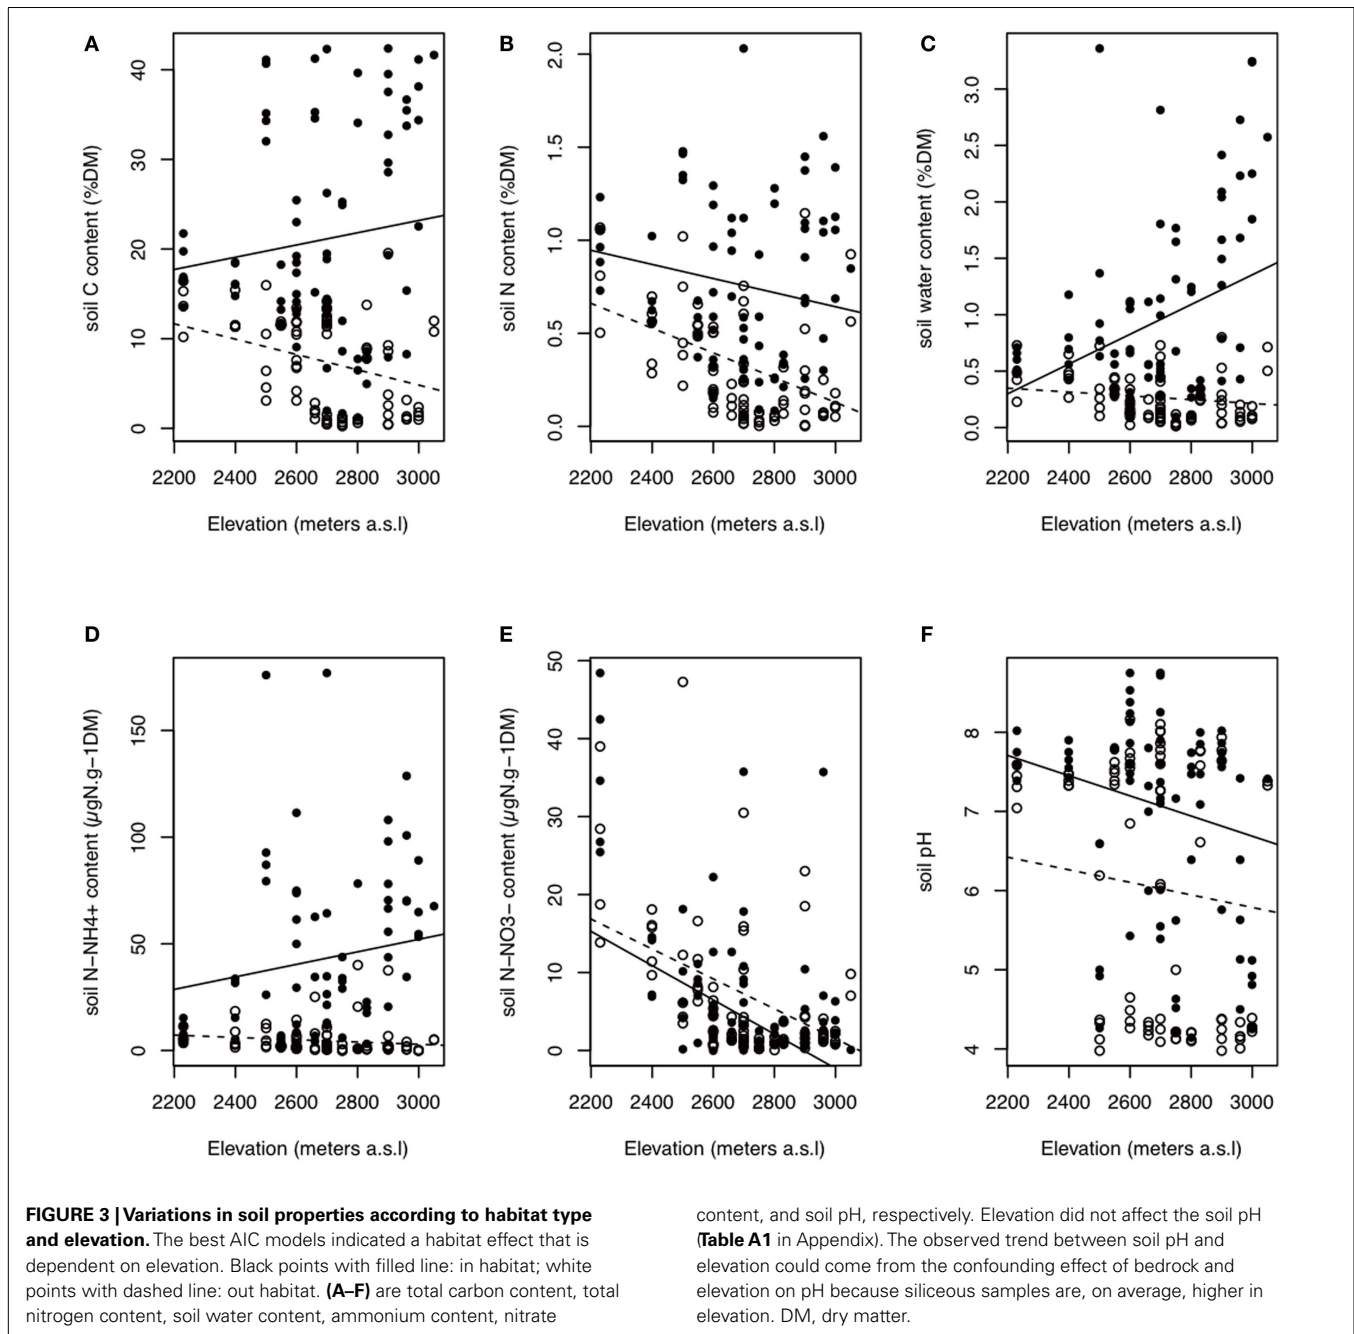 A
B
C
soil C content (%DM)
0 10 20 30 40
2200 2400 2600 2800 3000
Elevation (meters a.s.l)
soil N content (%DM)
0.0 0.5 1.0 1.5 2.0
2200 2400 2600 2800 3000
Elevation (meters a.s.l)
soil water content (%DM)
0.0 0.5 1.0 1.5 2.0 2.5 3.0
2200 2400 2600 2800 3000
Elevation (meters a.s.l)
D
E
F
soil N−NH4+ content (µgN.g−1DM)
0 50 100 150
2200 2400 2600 2800 3000
Elevation (meters a.s.l)
soil N−NO3− content (µgN.g−1DM)
0 10 20 30 40 50
2200 2400 2600 2800 3000
Elevation (meters a.s.l)
soil pH
4 5 6 7 8
2200 2400 2600 2800 3000
Elevation (meters a.s.l)
FIGURE 3 | Variations in soil properties according to habitat type
and elevation. The best AIC models indicated a habitat effect that is
dependent on elevation. Black points with filled line: in habitat; white
points with dashed line: out habitat. (A–F) are total carbon content, total
nitrogen content, soil water content, ammonium content, nitrate
content, and soil pH, respectively. Elevation did not affect the soil pH
(Table A1 in Appendix). The observed trend between soil pH and
elevation could come from the confounding effect of bedrock and
elevation on pH because siliceous samples are, on average, higher in
elevation. DM, dry matter.